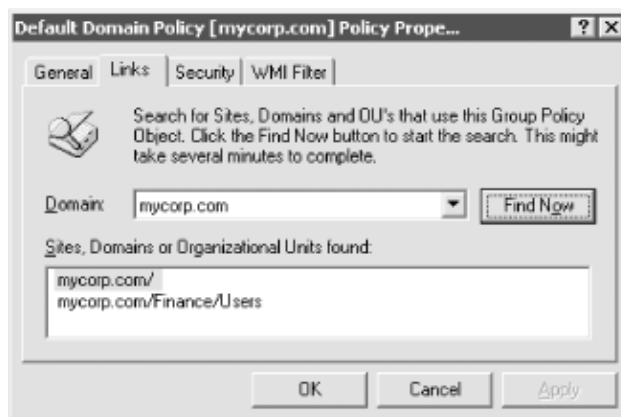 Default Domain Policy [mycorp.com] Policy Prope...
General
Links
Security
WMI Filter
Search for Sites, Domains and OU's that use this Group Policy
Object. Click the Find Now button to start the search. This might
take several minutes to complete.
Domain:
mycorp.com
Find Now
Sites, Domains or Organizational Units found:
mycorp.com/
mycorp.com/Finance/Users
OK
Cancel
Apply